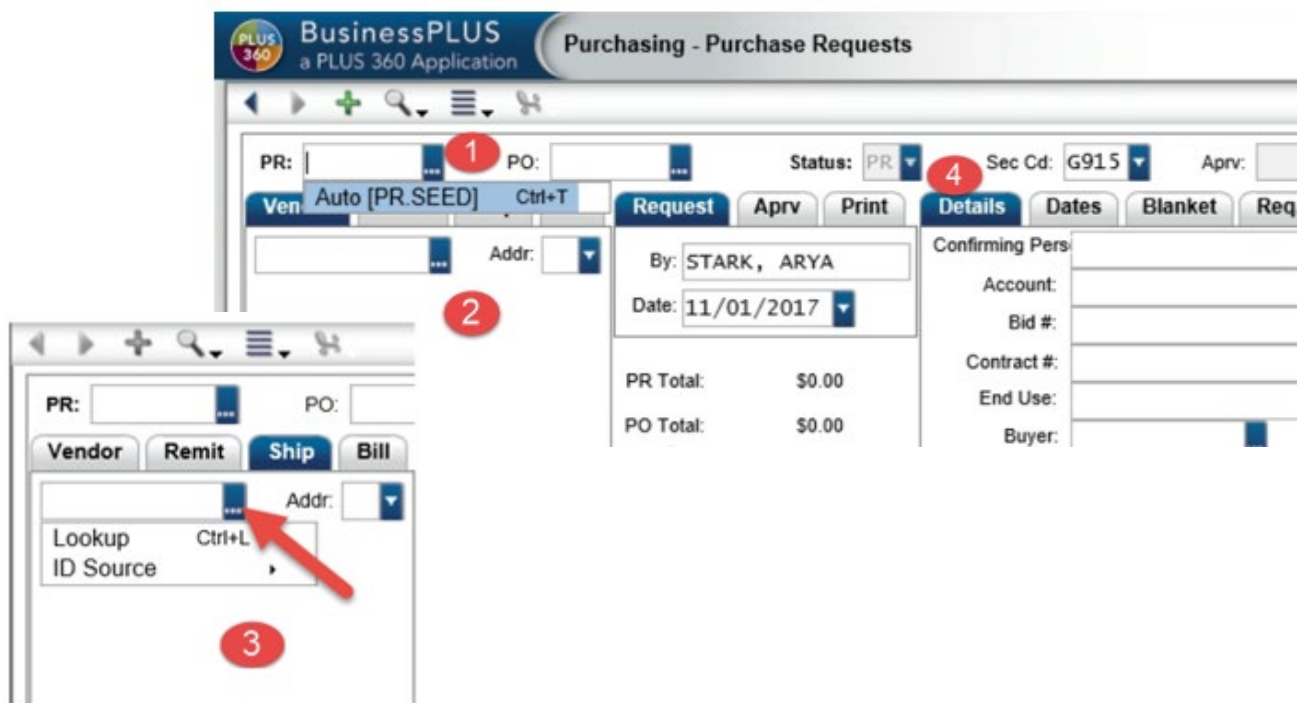 PLUS 360
BusinessPLUS
a PLUS 360 Application
Purchasing - Purchase Requests
PR:
...
1
PO:
...
Status: PR
4
Sec Cd: G915
Aprv:
Auto [PR.SEED] Ctrl+T
Ven
Request
Aprv
Print
Details
Dates
Blanket
Req
...
Addr:
2
By: STARK, ARYA
Date: 11/01/2017
PR Total: $0.00
PO Total: $0.00
Confirming Pers
Account:
Bid #:
Contract #:
End Use:
Buyer:
PR:
...
PO:
Vendor
Remit
Ship
Bill
...
Addr:
Lookup Ctrl+L
ID Source
3